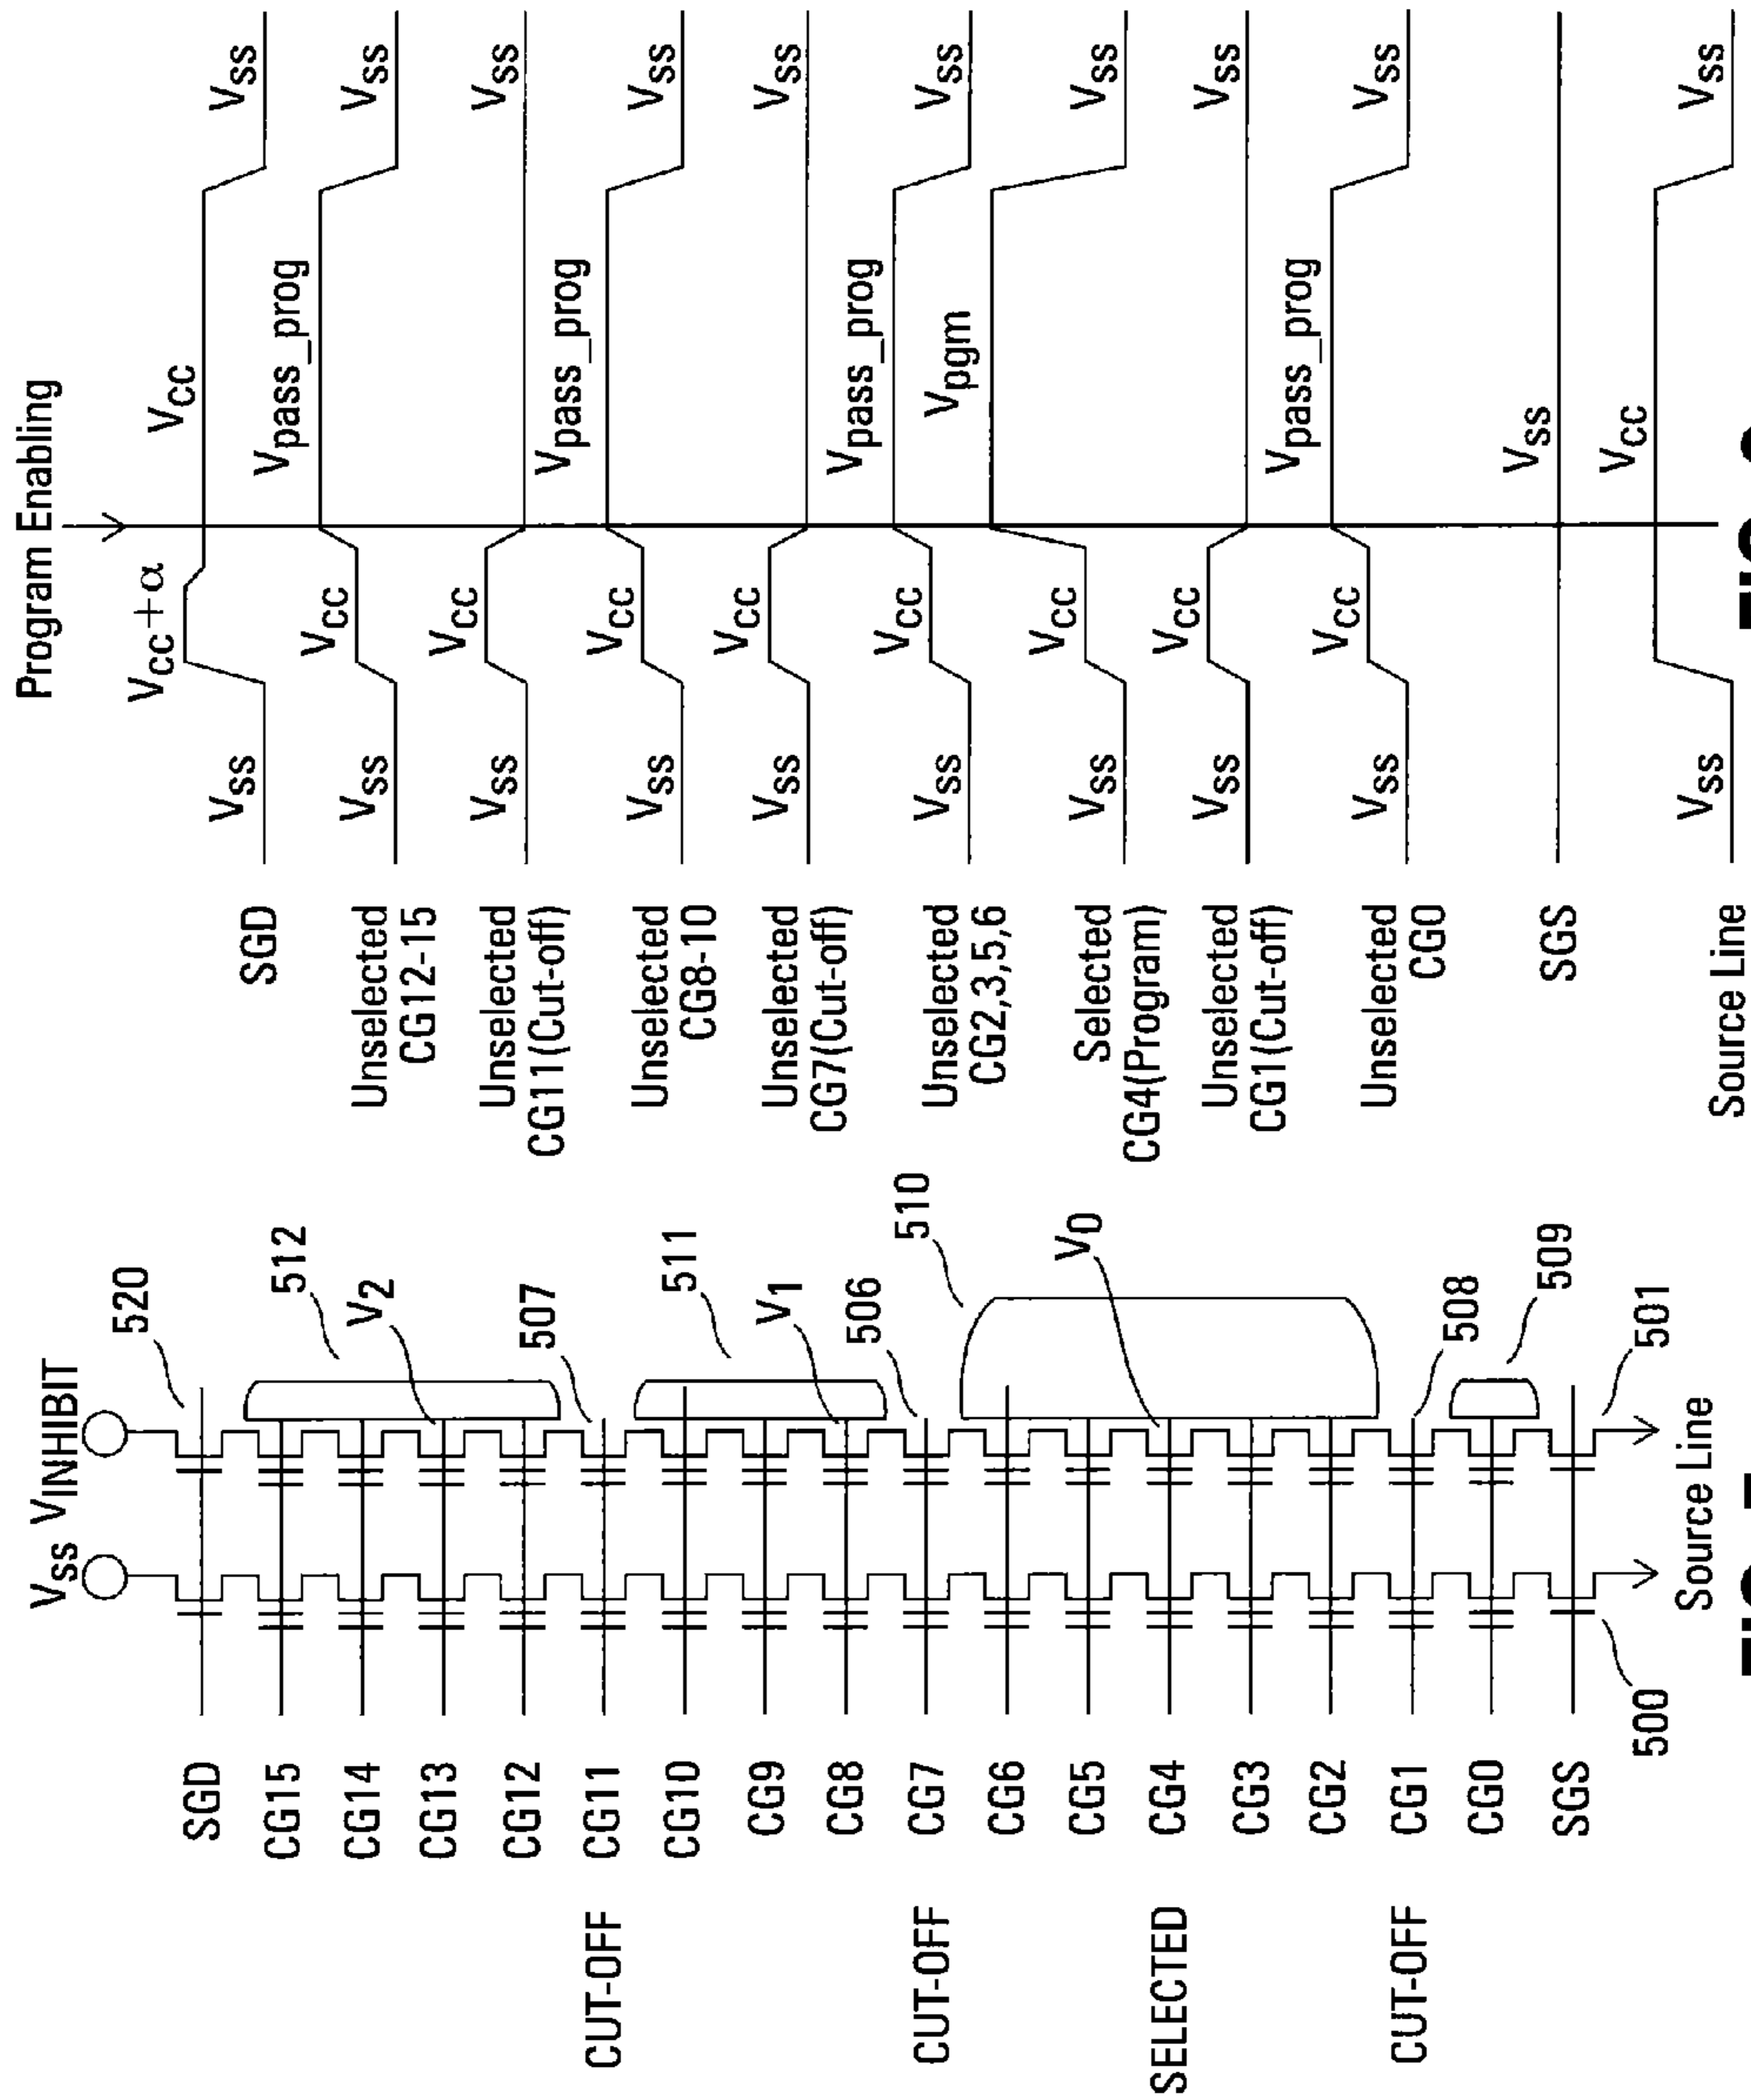 Program Enabling
SGD
Vss
Vcc+α
Vcc
Vss
Unselected
CG12-15
Vss
Vcc
Vpass_prog
Vss
Unselected
CG11(Cut-off)
Vss
Vcc
Vss
Unselected
CG8-10
Vss
Vcc
Vpass_prog
Vss
Unselected
CG7(Cut-off)
Vss
Vcc
Vss
Unselected
CG2,3,5,6
Vss
Vcc
Vpass_prog
Vss
Selected
CG4(Program)
Vss
Vcc
Vpgm
Vss
Unselected
CG1(Cut-off)
Vss
Vcc
Vss
Unselected
CG0
Vss
Vcc
Vpass_prog
Vss
SGS
Vss
Source Line
Vss
Vcc
Vss
Vss VINHIBIT
520
SGD
512
CG15
CG14
V2
CG13
CG12
507
CUT-OFF CG11
511
CG10
CG9
V1
CG8
506
CUT-OFF CG7
510
CG6
CG5
V0
SELECTED CG4
CG3
CG2
508
CUT-OFF CG1
509
CG0
SGS
501
500
Source Line